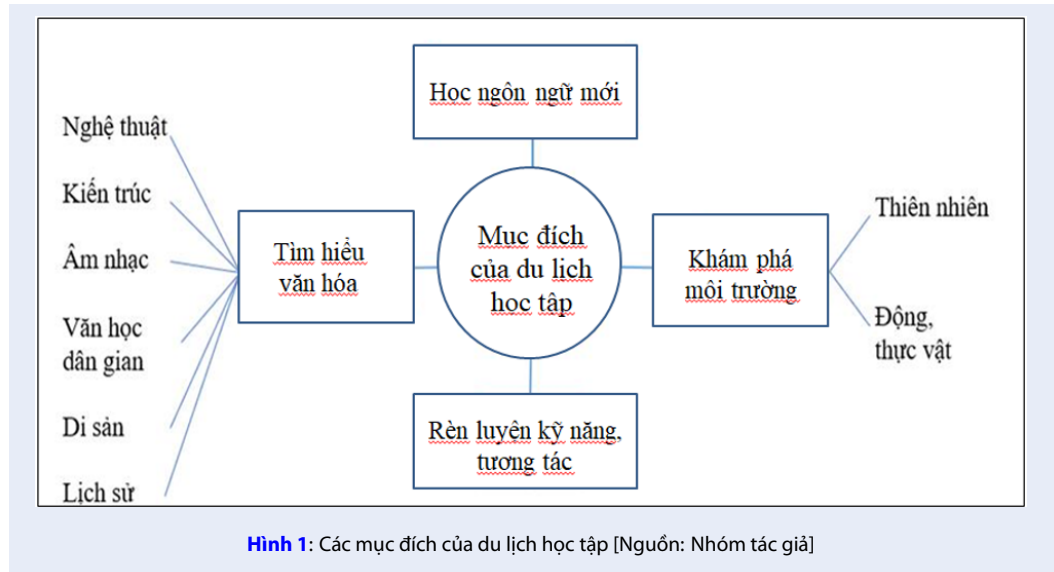 Học ngôn ngữ mới
Nghệ thuật
Kiến trúc
Âm nhạc
Văn học
dân gian
Di sản
Lịch sử
Tìm hiểu
văn hóa
Mục đích
của du lịch
học tập
Khám phá
môi trường
Thiên nhiên
Động,
thực vật
Rèn luyện kỹ năng,
tương tác
Hình 1: Các mục đích của du lịch học tập [Nguồn: Nhóm tác giả]